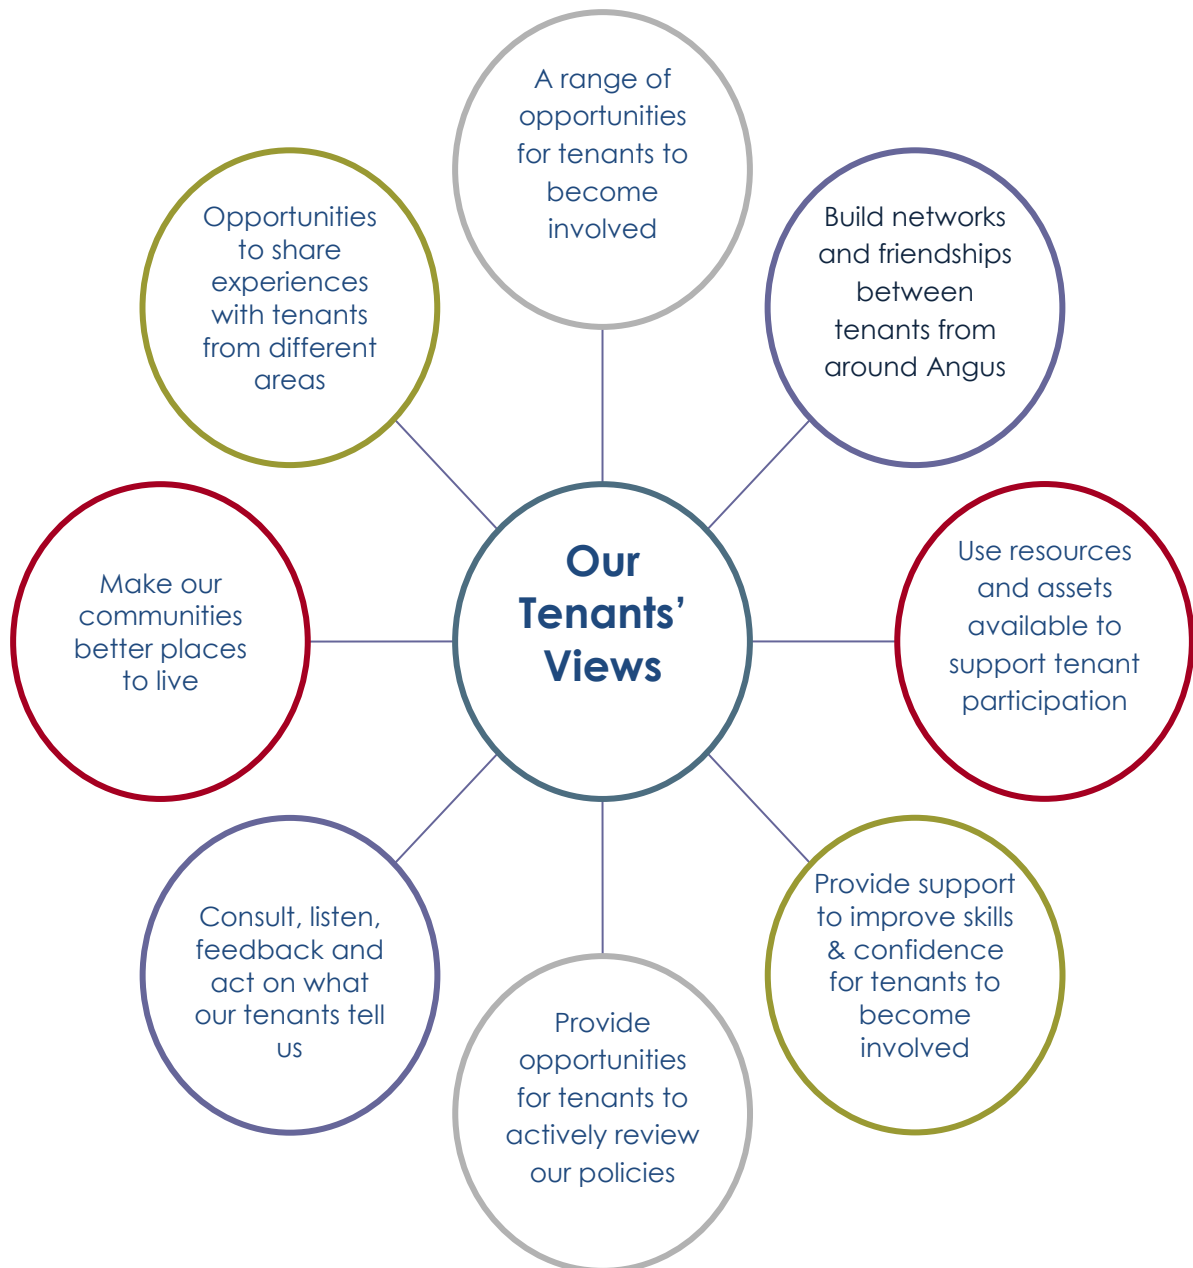 A range of
opportunities
for tenants to
become
involved
Build networks
and friendships
between
tenants from
around Angus
Use resources
and assets
available to
support tenant
participation
Provide support
to improve skills
& confidence
for tenants to
become
involved
Provide
opportunities
for tenants to
actively review
our policies
Consult, listen,
feedback and
act on what
our tenants tell
us
Make our
communities
better places
to live
Opportunities
to share
experiences
with tenants
from different
areas
Our
Tenants’
Views